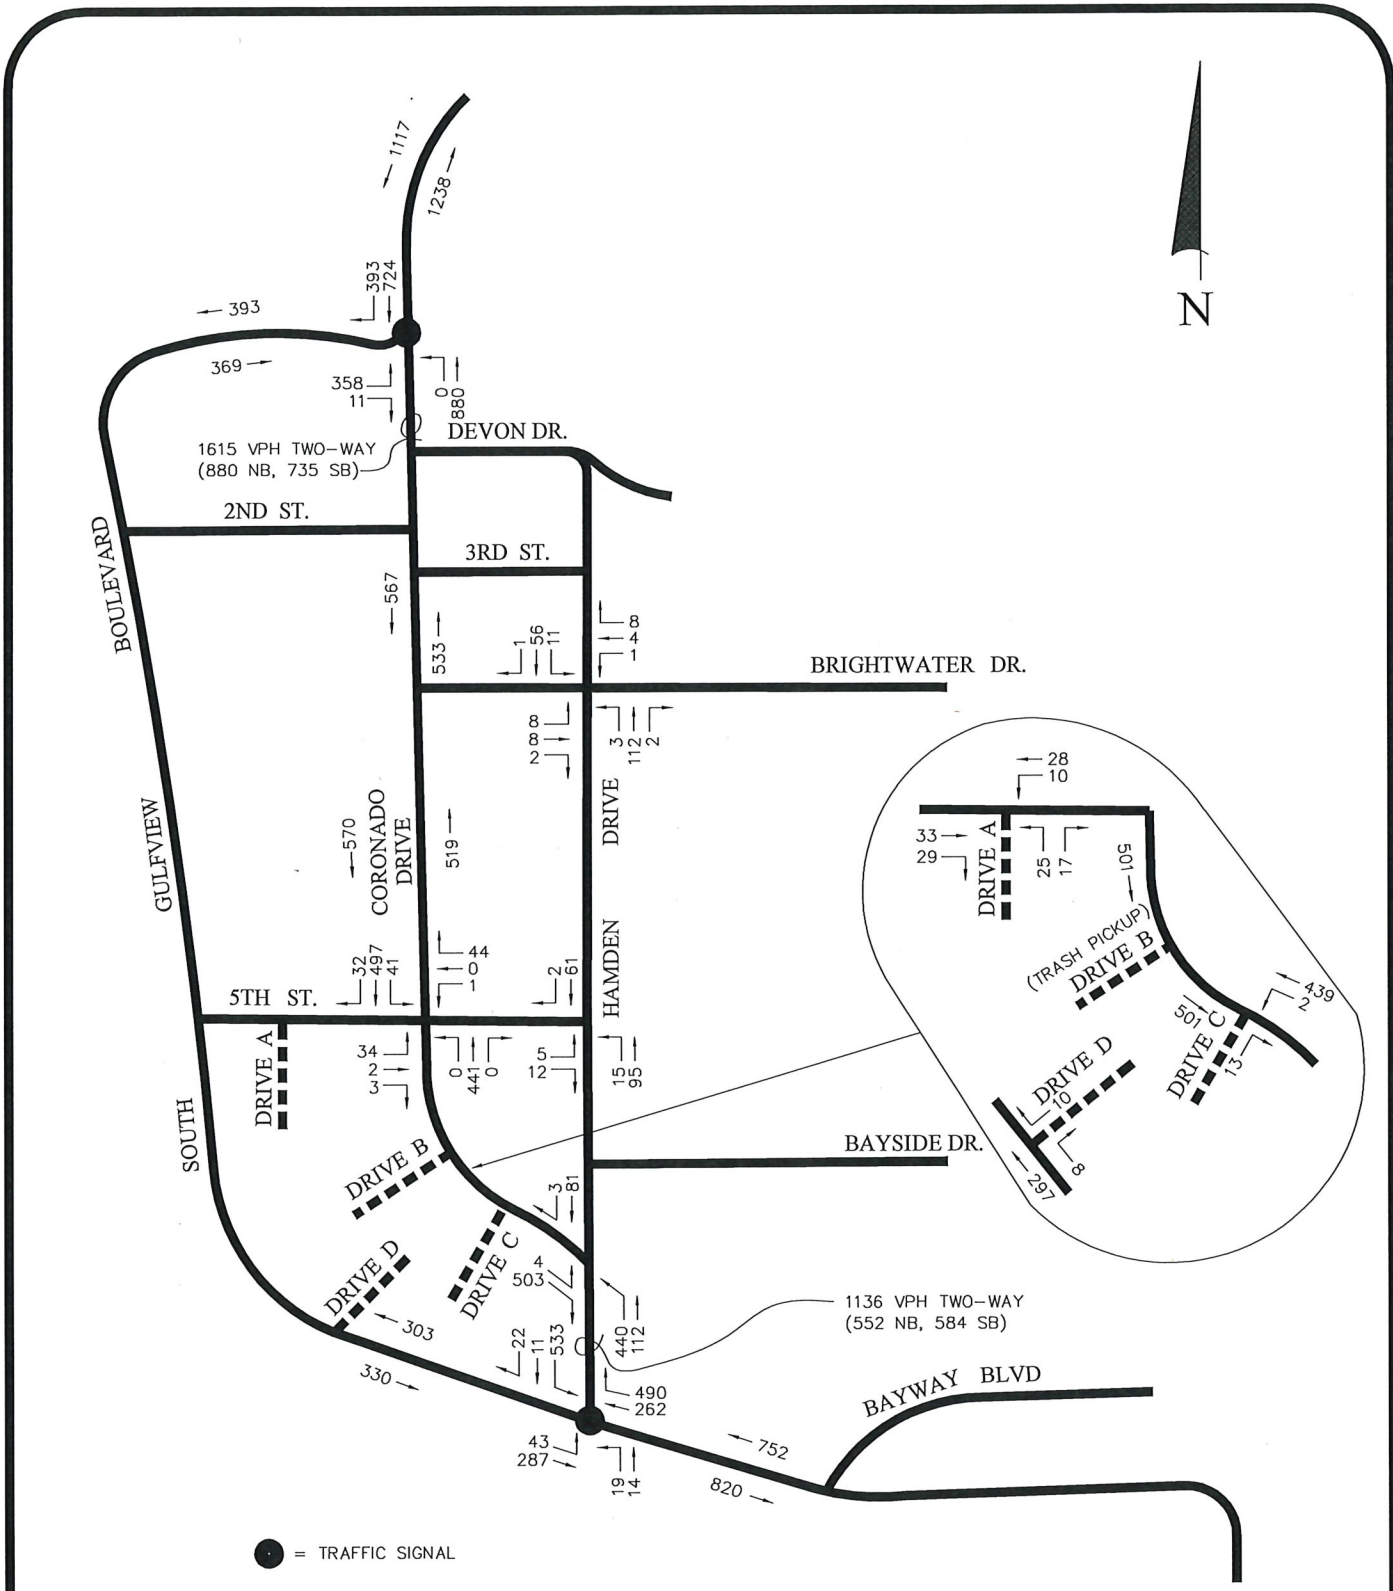 1117
1238
393
724
393
369
358
11
0
880
N
1615 VPH TWO-WAY
(880 NB, 735 SB)
DEVON DR.
2ND ST.
3RD ST.
BOULEVARD
567
533
1
56
11
8
4
1
BRIGHTWATER DR.
8
8
2
3
112
2
GULFVIEW
570
CORONADO
DRIVE
519
DRIVE
HAMDEN
28
10
33
29
DRIVE A
25
17
501
(TRASH PICKUP)
DRIVE B
439
2
501
DRIVE C
13
DRIVE D
10
8
297
32
497
41
44
0
1
2
61
5TH ST.
34
2
3
0
441
0
5
12
15
95
DRIVE A
SOUTH
BAYSIDE DR.
DRIVE B
3
81
DRIVE D
DRIVE C
4
503
303
330
22
11
533
440
112
1136 VPH TWO-WAY
(552 NB, 584 SB)
490
262
43
287
19
14
752
820
BAYWAY BLVD
= TRAFFIC SIGNAL